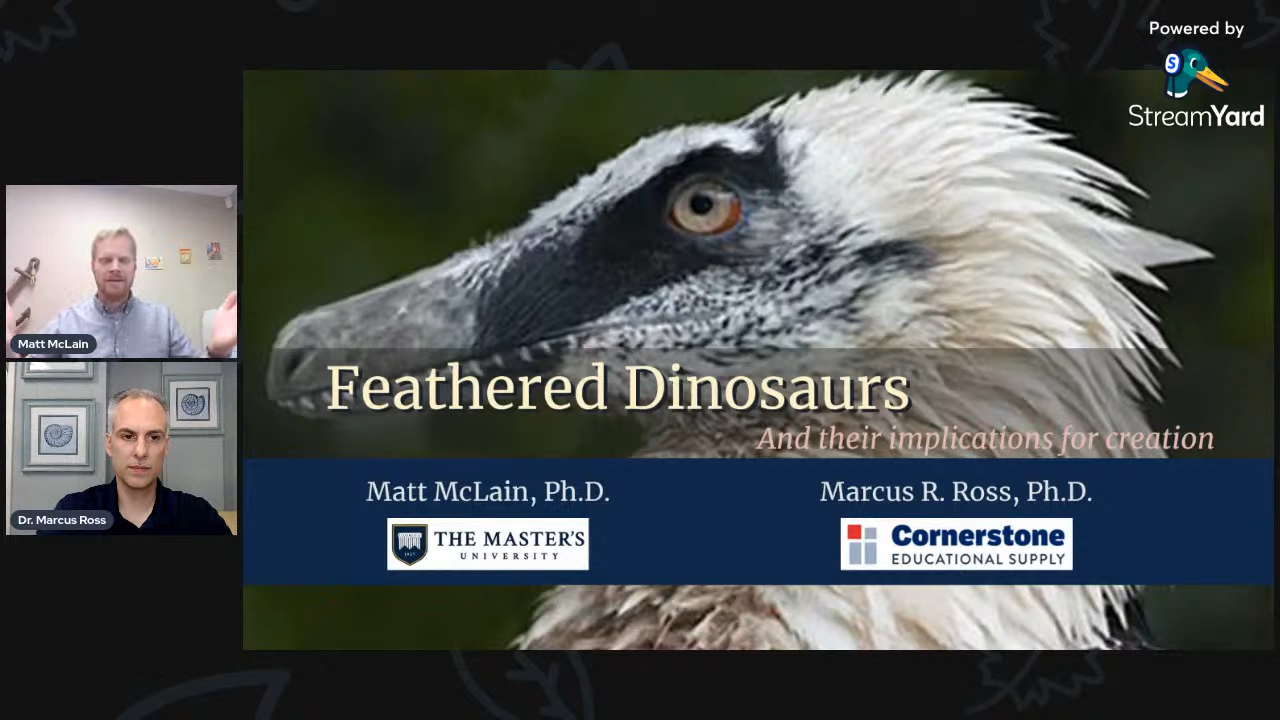 Powered by
StreamYard
Matt McLain
Dr. Marcus Ross
Feathered Dinosaurs
And their implications for creation
Matt McLain, Ph.D.
Marcus R. Ross, Ph.D.
THE MASTER'S
UNIVERSITY
Cornerstone
EDUCATIONAL SUPPLY
S
1927